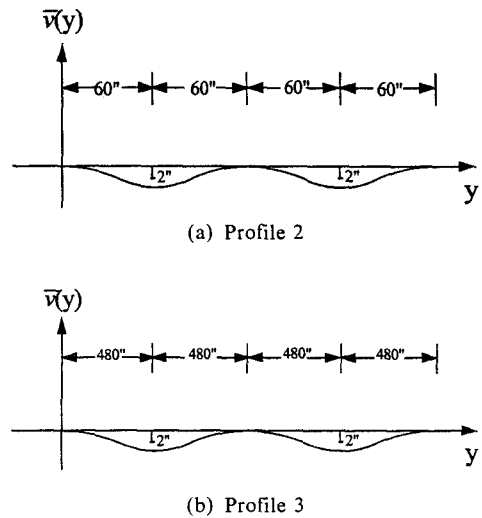 v̅(y)
60" 60" 60" 60"
2" 2"
y
(a) Profile 2
v̅(y)
480" 480" 480" 480"
2" 2"
y
(b) Profile 3